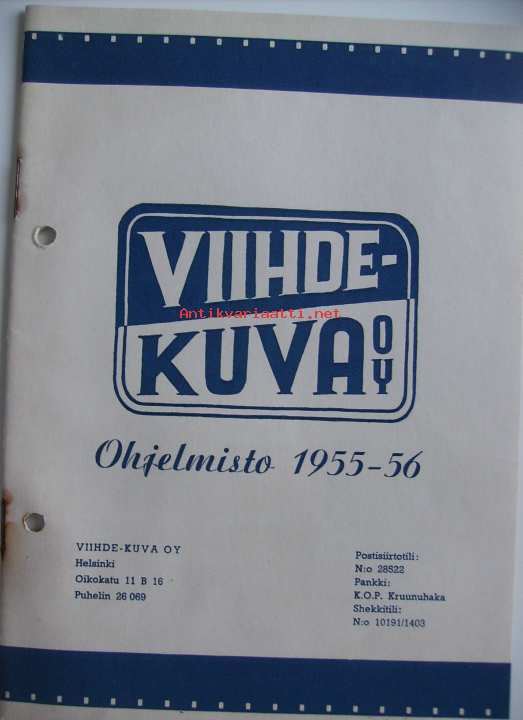 VIIHDE-
Antikvariaatti.net
KUVA OY
Ohjelmisto 1955-56
VIIHDE-KUVA OY
Helsinki
Oikokatu 11 B 16
Puhelin 26 069
Postisiirtotili:
N:o 28522
Pankki:
K.O.P. Kruunuhaka
Shekkitili:
N:o 10191/1403